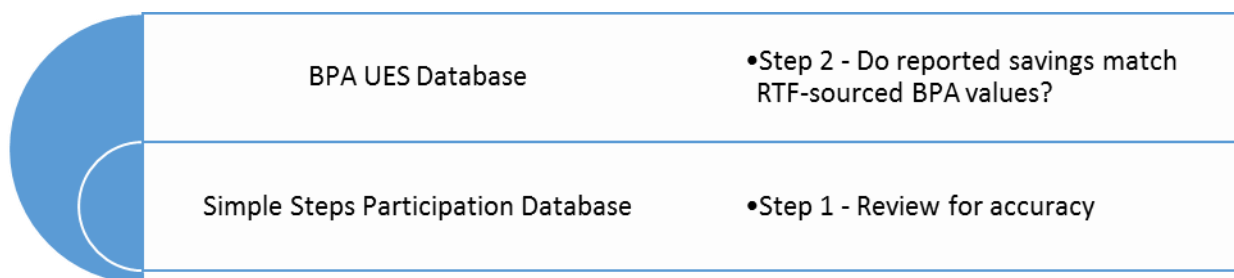 BPA UES Database
•Step 2 - Do reported savings match
RTF-sourced BPA values?
Simple Steps Participation Database
•Step 1 - Review for accuracy